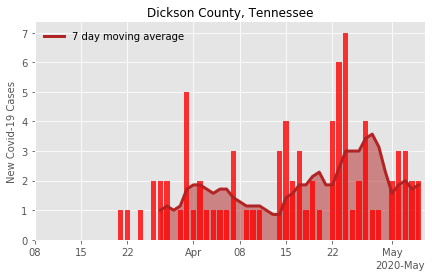 Dickson County, Tennessee
7 day moving average
New Covid-19 Cases
7
6
5
4
3
2
1
0
08 15 22 Apr 08 15 22 May
2020-May